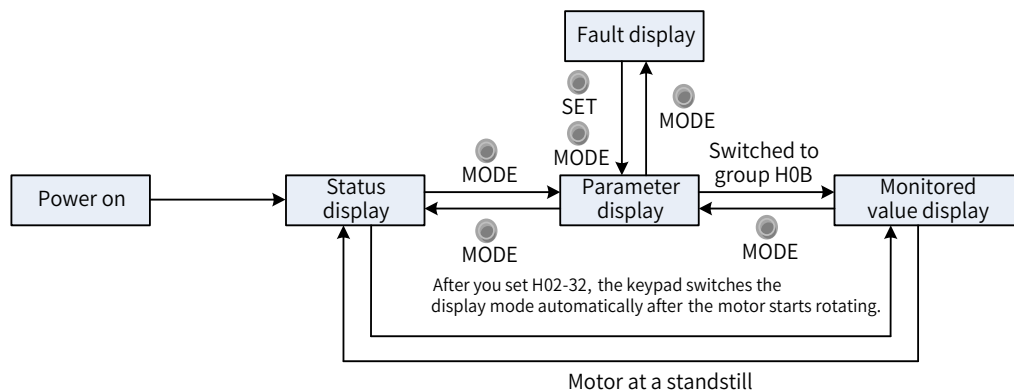 Fault display
SET
MODE
MODE
MODE
Switched to
group H0B
Power on
Status
display
Parameter
display
Monitored
value display
MODE
MODE
After you set H02-32, the keypad switches the
display mode automatically after the motor starts rotating.
Motor at a standstill